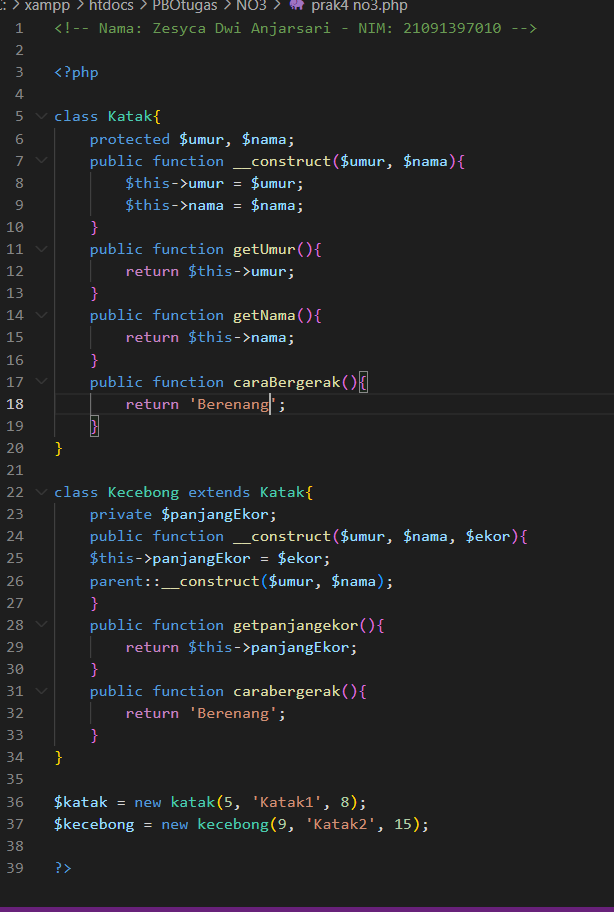 : > xampp > htdocs > PBOtugas > NO3 > prak4 no3.php
1 <!-- Nama: Zesyca Dwi Anjarsari - NIM: 21091397010 -->
2
3 <?php
4
5 class Katak{
6 protected $umur, $nama;
7 public function __construct($umur, $nama){
8 $this->umur = $umur;
9 $this->nama = $nama;
10 }
11 public function getUmur(){
12 return $this->umur;
13 }
14 public function getNama(){
15 return $this->nama;
16 }
17 public function caraBergerak(){
18 return 'Berenang';
19 }
20 }
21
22 class Kecebong extends Katak{
23 private $panjangEkor;
24 public function __construct($umur, $nama, $ekor){
25 $this->panjangEkor = $ekor;
26 parent::__construct($umur, $nama);
27 }
28 public function getpanjangekor(){
29 return $this->panjangEkor;
30 }
31 public function carabergerak(){
32 return 'Berenang';
33 }
34 }
35
36 $katak = new katak(5, 'Katak1', 8);
37 $kecebong = new kecebong(9, 'Katak2', 15);
38
39 ?>